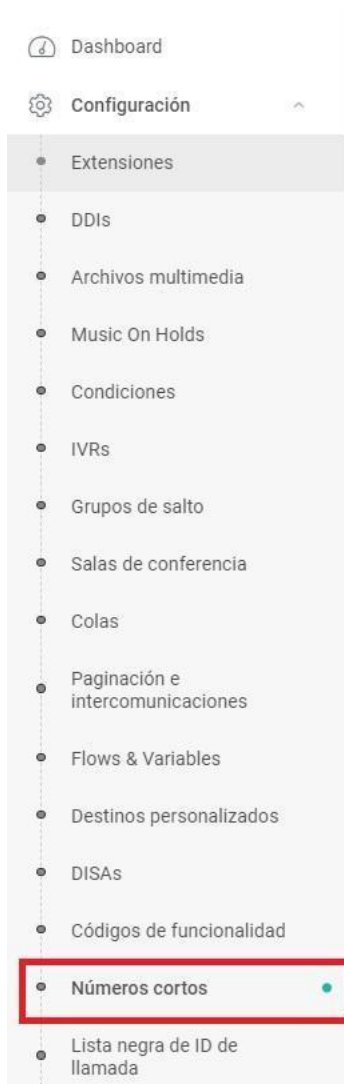 Dashboard
Configuración
Extensiones
DDIs
Archivos multimedia
Music On Holds
Condiciones
IVRs
Grupos de salto
Salas de conferencia
Colas
Paginación e
intercomunicaciones
Flows & Variables
Destinos personalizados
DISAs
Códigos de funcionalidad
Números cortos
Lista negra de ID de
llamada